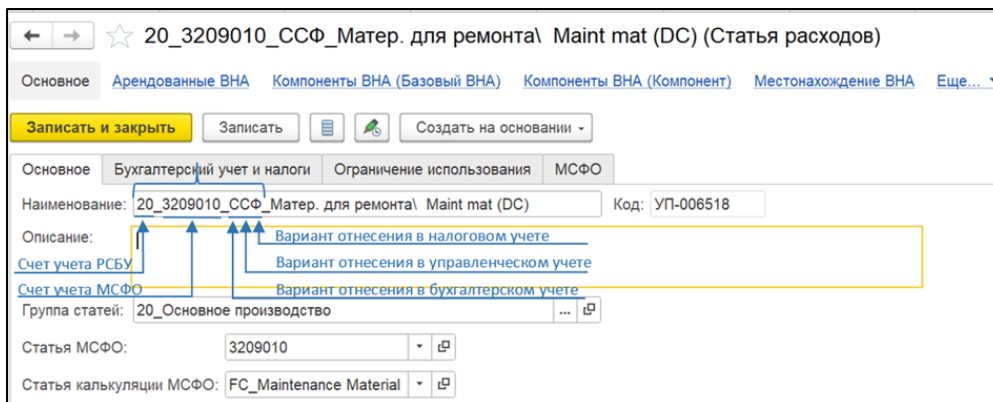 20_3209010_ССФ_Матер. для ремонта\ Maint mat (DC) (Статья расходов)
Основное Арендованные ВНА Компоненты ВНА (Базовый ВНА) Компоненты ВНА (Компонент) Местонахождение ВНА Еще...
Записать и закрыть Записать Создать на основании
Основное Бухгалтерский учет и налоги Ограничение использования МСФО
Наименование: 20_3209010_ССФ_Матер. для ремонта\ Maint mat (DC) Код: УП-006518
Описание: Вариант отнесения в налоговом учете
Счет учета РСБУ Вариант отнесения в управленческом учете
Счет учета МСФО Вариант отнесения в бухгалтерском учете
Группа статей: 20_Основное производство ...
Статья МСФО: 3209010
Статья калькуляции МСФО: FC_Maintenance Material